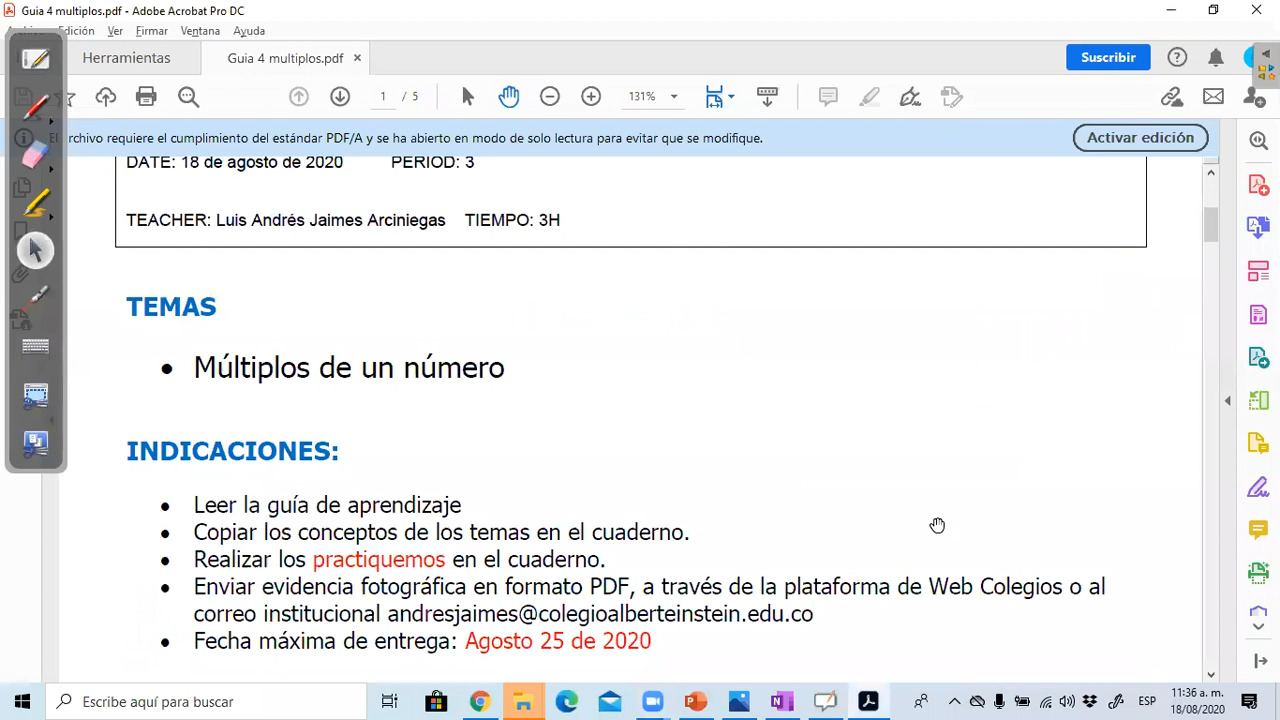 Guia 4 multiplos.pdf - Adobe Acrobat Pro DC
Edición Ver Firmar Ventana Ayuda
Herramientas Guia 4 multiplos.pdf × Suscribir
1 / 5 131%
El archivo requiere el cumplimiento del estándar PDF/A y se ha abierto en modo de solo lectura para evitar que se modifique. Activar edición
DATE: 18 de agosto de 2020 PERIOD: 3
TEACHER: Luis Andrés Jaimes Arciniegas TIEMPO: 3H
TEMAS
• Múltiplos de un número
INDICACIONES:
• Leer la guía de aprendizaje
• Copiar los conceptos de los temas en el cuaderno.
• Realizar los practiquemos en el cuaderno.
• Enviar evidencia fotográfica en formato PDF, a través de la plataforma de Web Colegios o al
correo institucional andresjaimes@colegioalberteinstein.edu.co
• Fecha máxima de entrega: Agosto 25 de 2020
Escribe aquí para buscar
ESP
11:36 a. m.
18/08/2020